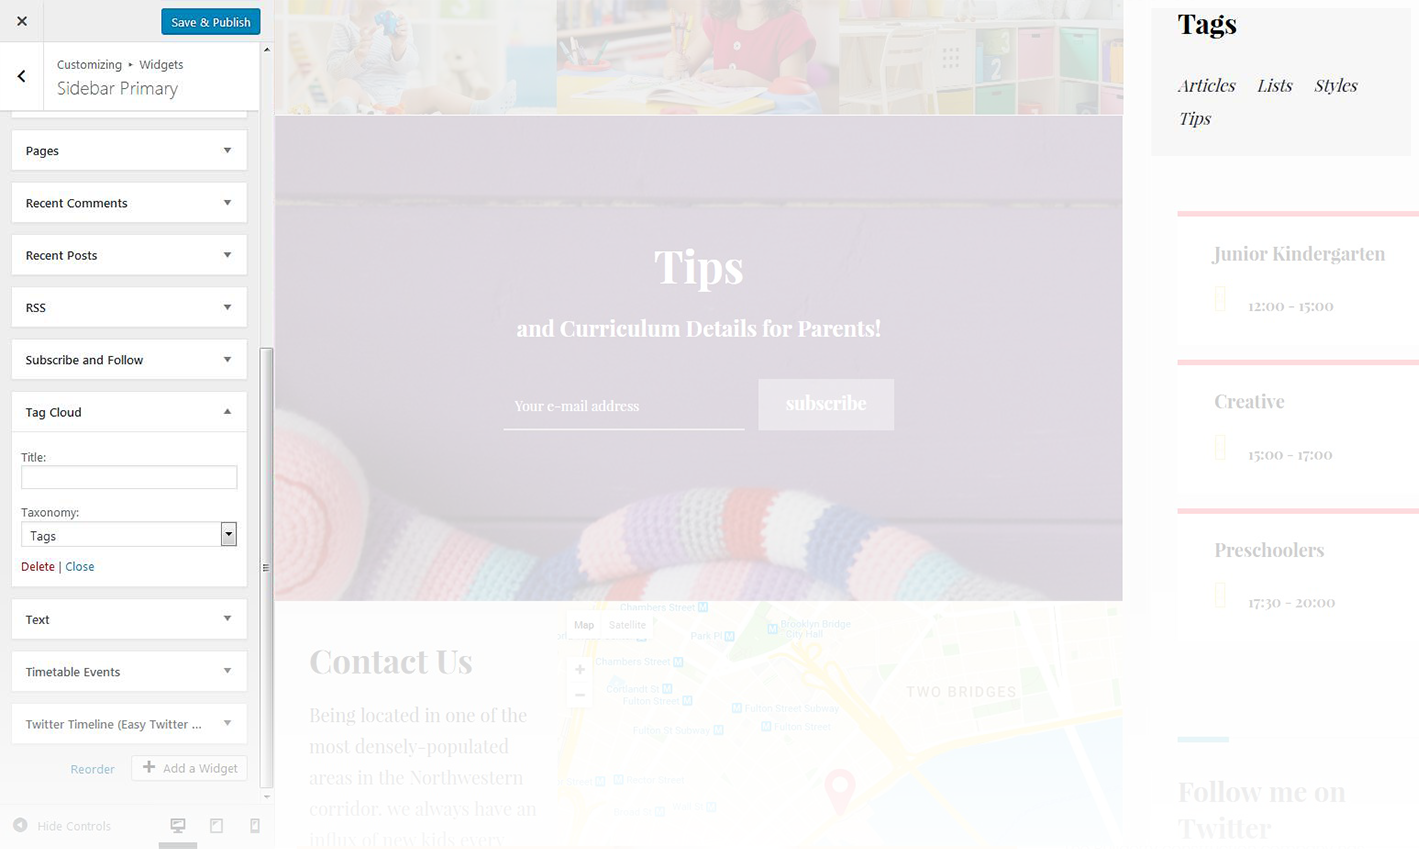 Save & Publish
Customizing ▸ Widgets
Sidebar Primary
Pages
Recent Comments
Recent Posts
RSS
Subscribe and Follow
Tag Cloud
Title:
Taxonomy:
Tags
Delete | Close
Text
Timetable Events
Twitter Timeline (Easy Twitter ...
Reorder
Add a Widget
Hide Controls
2
3
Tips
and Curriculum Details for Parents!
Your e-mail address
subscribe
Contact Us
Being located in one of the
most densely-populated
areas in the Northwestern
corridor, we always have an
influx of new kids every
Map
Satellite
+
−
Chambers Street
Park Pl
Brooklyn Bridge
City Hall
Chambers Street
Cortlandt St
Fulton Street
Fulton Street Subway
Fulton Street
Fulton St Subway
TWO BRIDGES
Rector Street
Tags
Articles Lists Styles
Tips
Junior Kindergarten
12:00 - 15:00
Creative
15:00 - 17:00
Preschoolers
17:30 - 20:00
Follow me on
Twitter